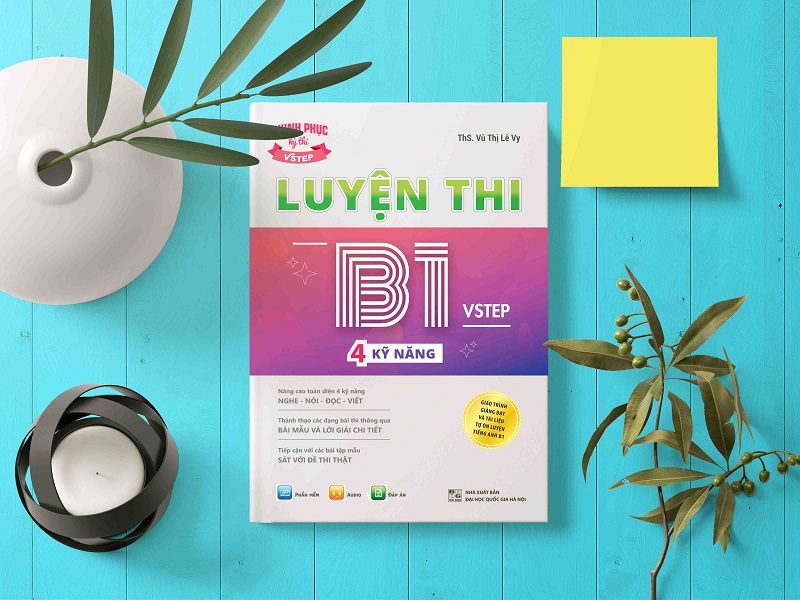 PHỤC
kỳ thi
VSTEP
ThS. Vũ Thị Lê Vy
LUYỆN THI
B1
VSTEP
4 KỸ NĂNG
Nâng cao toàn diện 4 kỹ năng
NGHE - NÓI - ĐỌC - VIẾT
Thành thạo các dạng bài thi thông qua
BÀI MẪU VÀ LỜI GIẢI CHI TIẾT
Tiếp cận với các bài tập mẫu
SÁT VỚI ĐỀ THI THẬT
GIÁO TRÌNH
GIẢNG DẠY
VÀ TÀI LIỆU
TỰ ÔN LUYỆN
TIẾNG ANH B1
PHẦN MỀM
AUDIO
ĐÁP ÁN
NHÀ XUẤT BẢN
ĐẠI HỌC QUỐC GIA HÀ NỘI